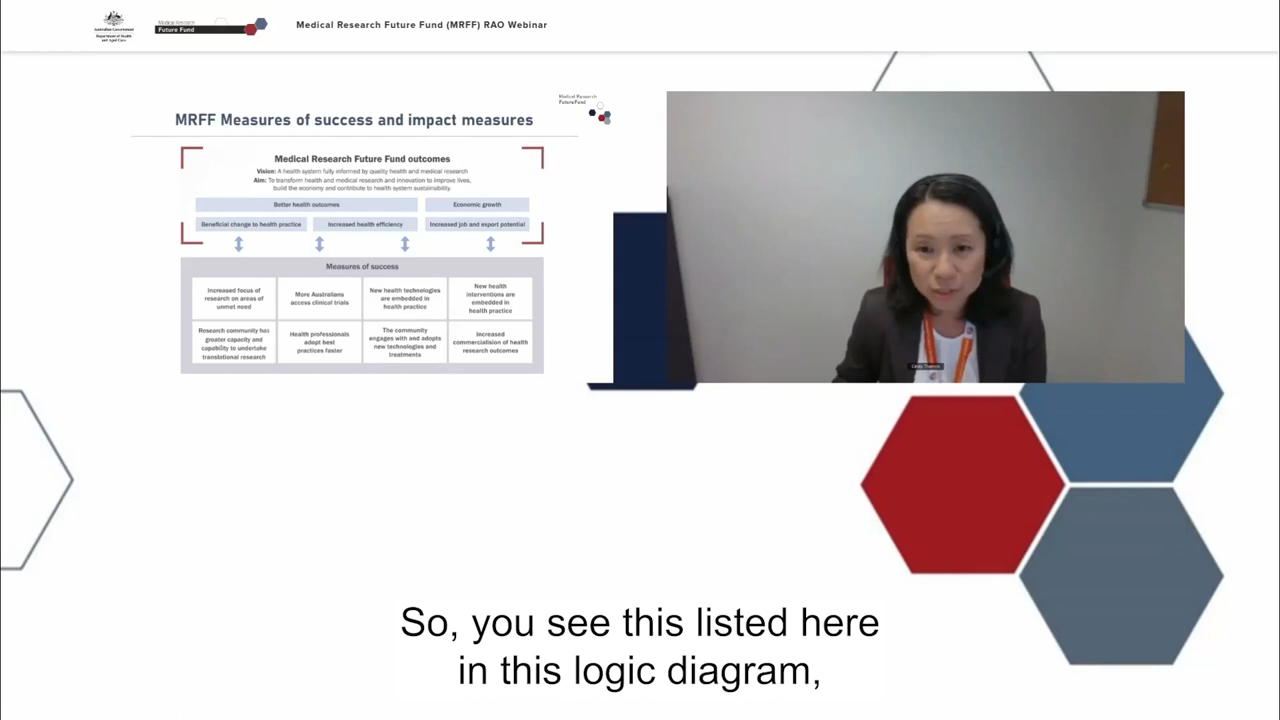 Australian Government
Department of Health
and Aged Care
Medical Research
Future Fund
Medical Research Future Fund (MRFF) RAO Webinar
Medical Research
FutureFund
MRFF Measures of success and impact measures
Medical Research Future Fund outcomes
Vision: A health system fully informed by quality health and medical research
Aim: To transform health and medical research and innovation to improve lives,
build the economy and contribute to health system sustainability.
Better health outcomes
Economic growth
Beneficial change to health practice
Increased health efficiency
Increased job and export potential
Measures of success
Increased focus of
research on areas of
unmet need
More Australians
access clinical trials
New health technologies
are embedded in
health practice
New health
interventions are
embedded in
health practice
Research community has
greater capacity and
capability to undertake
translational research
Health professionals
adopt best
practices faster
The community
engages with and adopts
new technologies and
treatments
Increased
commercialisation of health
research outcomes
So, you see this listed here
in this logic diagram,